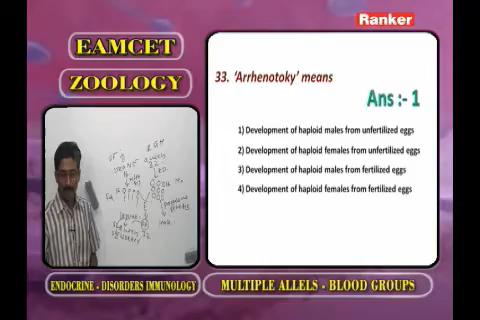 Ranker
EAMCET
ZOOLOGY
33. ‘Arrhenotoky’ means
Ans :- 1
1) Development of haploid males from unfertilized eggs
2) Development of haploid females from unfertilized eggs
3) Development of haploid males from fertilized eggs
4) Development of haploid females from fertilized eggs
ENDOCRINE - DISORDERS IMMUNOLOGY
MULTIPLE ALLELS - BLOOD GROUPS